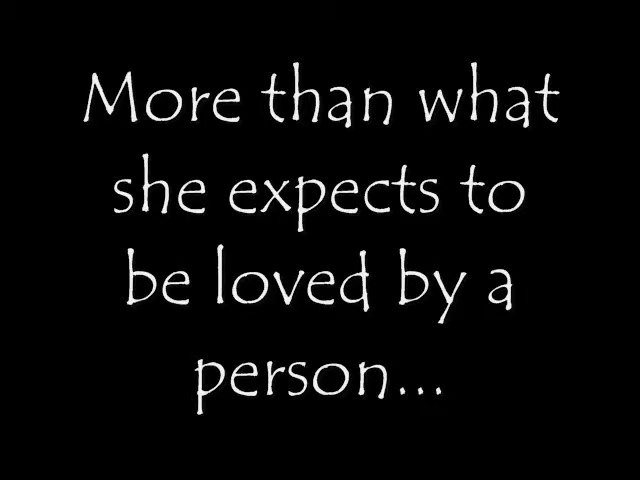 More than what
she expects to
be loved by a
person...